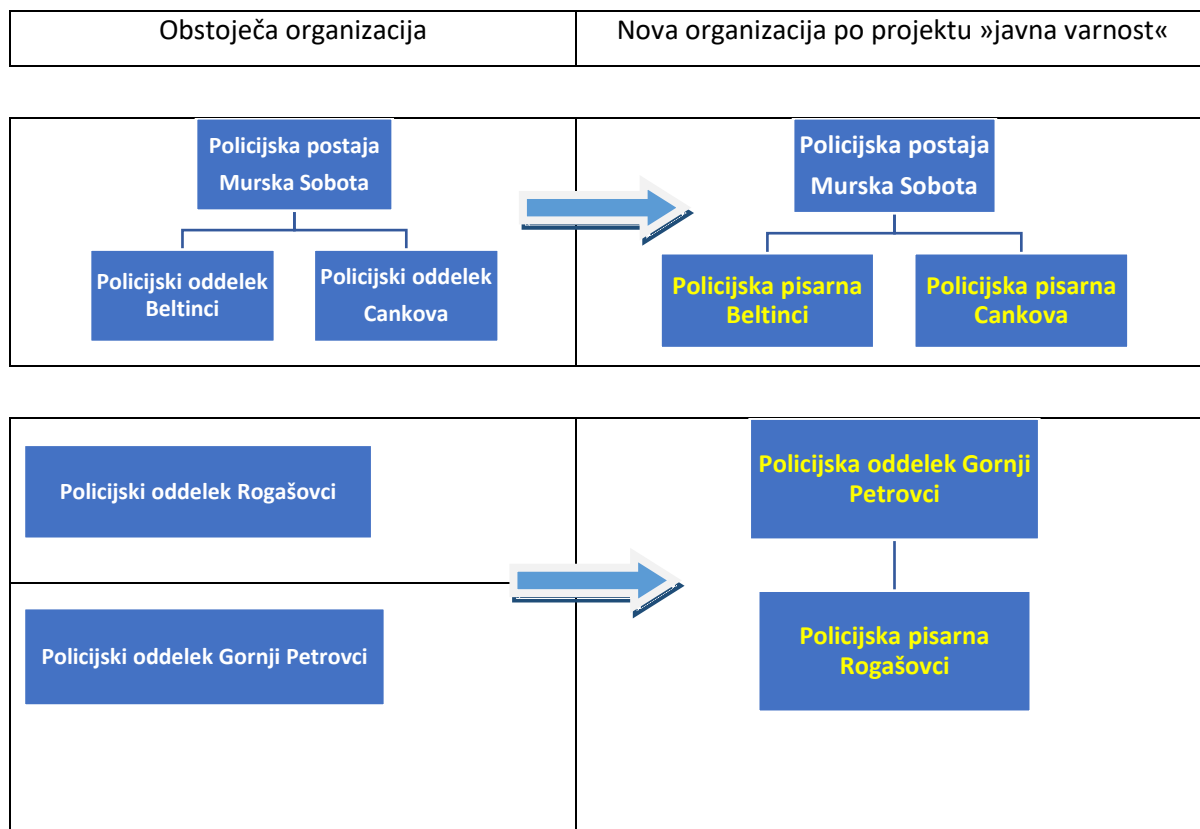 Obstoječa organizacija
Nova organizacija po projektu »javna varnost«
Policijska postaja
Murska Sobota
Policijski oddelek
Beltinci
Policijski oddelek
Cankova
Policijska postaja
Murska Sobota
Policijska pisarna
Beltinci
Policijska pisarna
Cankova
Policijski oddelek Rogašovci
Policijski oddelek Gornji Petrovci
Policijska oddelek Gornji
Petrovci
Policijska pisarna
Rogašovci